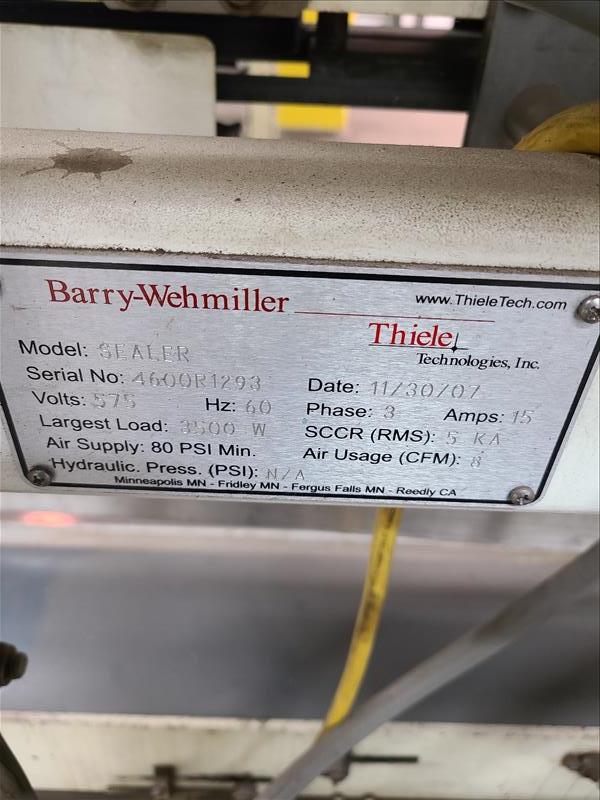 Barry-Wehmiller
www.ThieleTech.com
Thiele
Technologies, Inc.
Model: SEALER
Serial No: 4600R1293 Date: 11/30/07
Volts: 575 Hz: 60 Phase: 3 Amps: 15
Largest Load: 3500 W SCCR (RMS): 5 KA
Air Supply: 80 PSI Min. Air Usage (CFM): 8
Hydraulic. Press. (PSI): N/A
Minneapolis MN - Fridley MN - Fergus Falls MN - Reedly CA